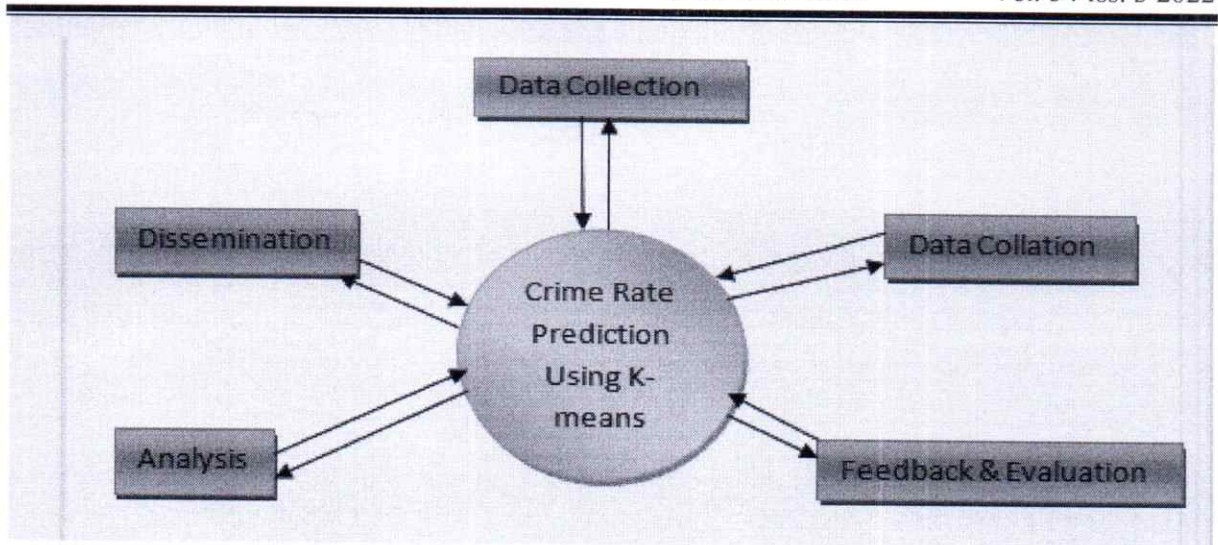 Data Collection
Dissemination
Data Collation
Crime Rate
Prediction
Using K-
means
Analysis
Feedback & Evaluation